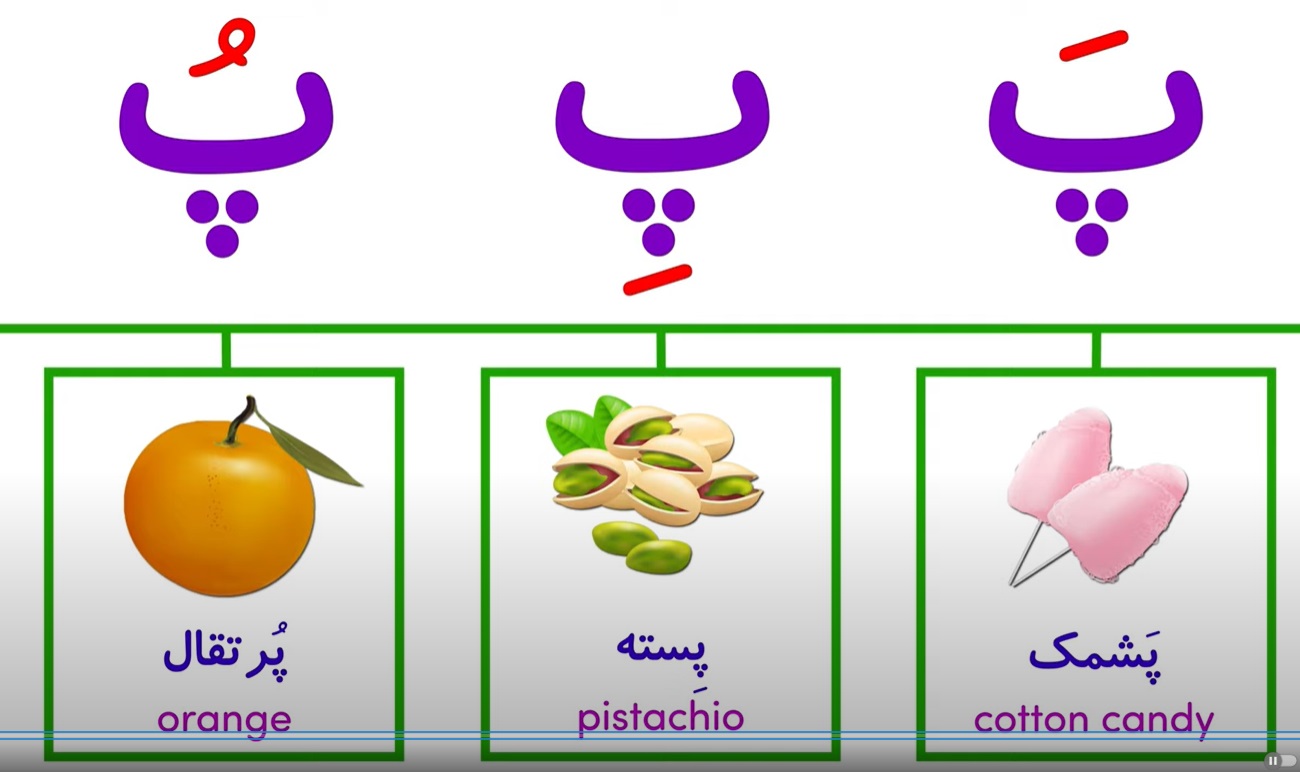 پَ
پِ
پُ
پَشمک
cotton candy
پِسته
pistachio
پُرتقال
orange